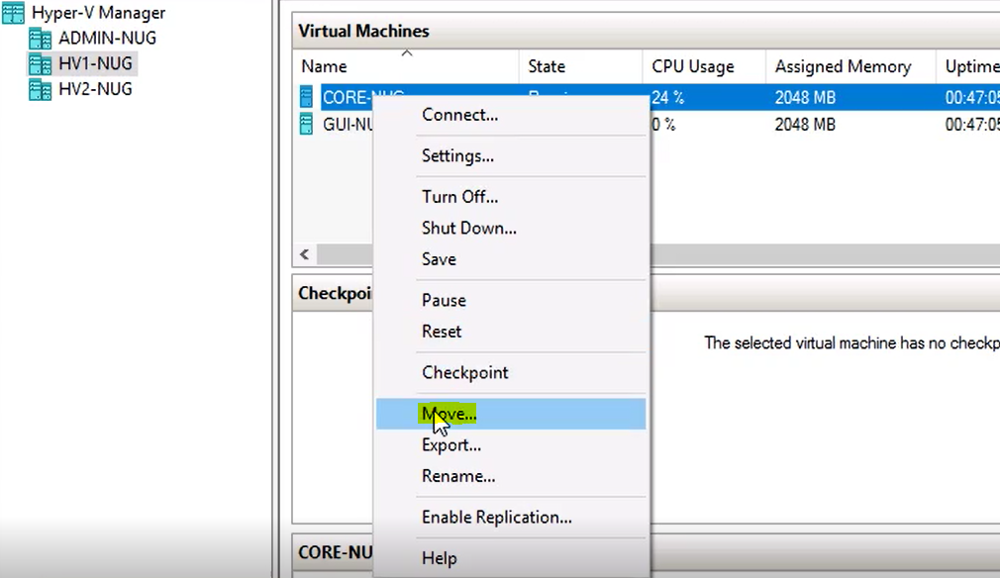 Hyper-V Manager
ADMIN-NUG
HV1-NUG
HV2-NUG
Virtual Machines
Name State CPU Usage Assigned Memory Uptime
CORE-NUG 24 % 2048 MB 00:47:05
GUI-NU 0 % 2048 MB 00:47:05
Connect...
Settings...
Turn Off...
Shut Down...
Save
Pause
Reset
Checkpoint
Move...
Export...
Rename...
Enable Replication...
Help
Checkpoi
The selected virtual machine has no checkp
CORE-NU